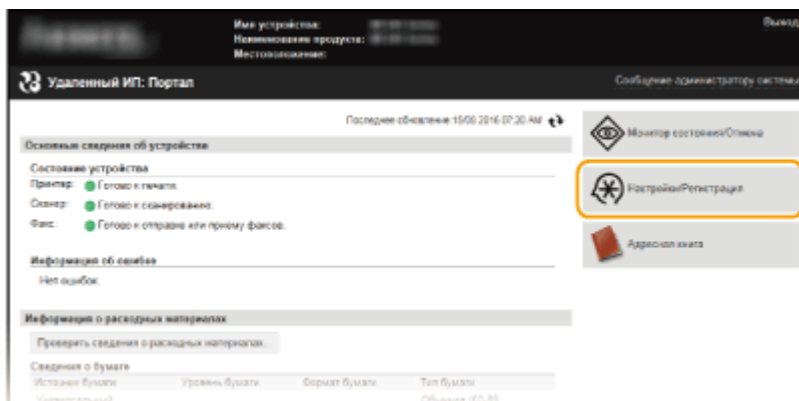 Имя устройства:
Выход
Наименование продукта:
Местоположение:
Удаленный ИП: Портал
Сообщение администратору системы
Последнее обновление: 15/08 2016 07:20 AM
Основные сведения об устройстве
Монитор состояния/Отмена
Состояние устройства
Принтер: Готово к печати.
Настройки/Регистрация
Сканер: Готово к сканированию.
Факс: Готово к отправке или приему факсов.
Адресная книга
Информация об ошибке
Нет ошибок.
Информация о расходных материалах
Проверить сведения о расходных материалах...
Сведения о бумаге
Источник бумаги Уровень бумаги Формат бумаги Тип бумаги